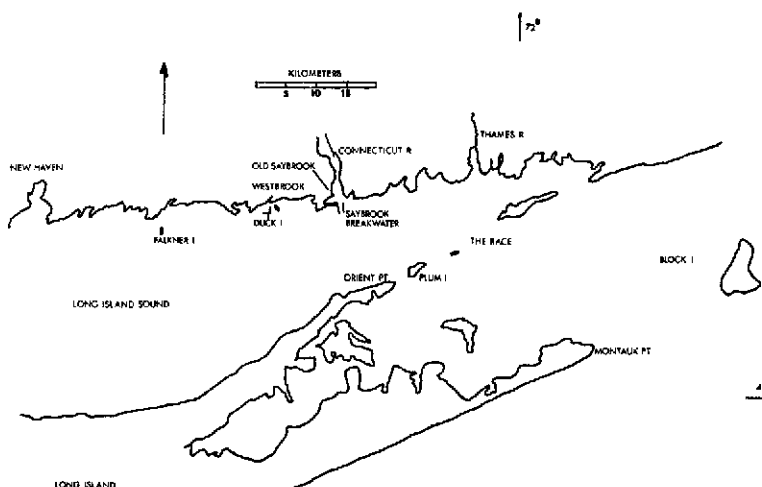 72°
KILOMETERS
5 10 15
THAMES R
CONNECTICUT R
NEW HAVEN
OLD SAYBROOK
WESTBROOK
DUCK I
SAYBROOK
BREAKWATER
FALKNER I
THE RACE
BLOCK I
ORIENT PT.
PLUM I
LONG ISLAND SOUND
MONTAUK PT
LONG ISLAND